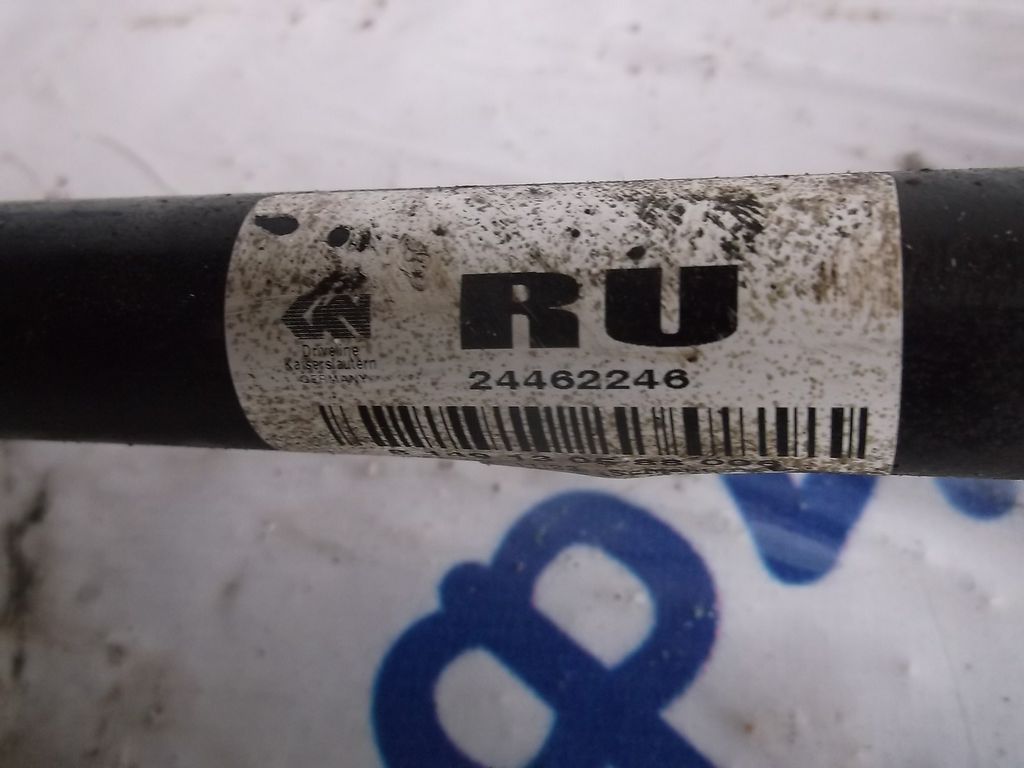 RU
Driveline
Kaiserslautern
GERMANY
24462246
&